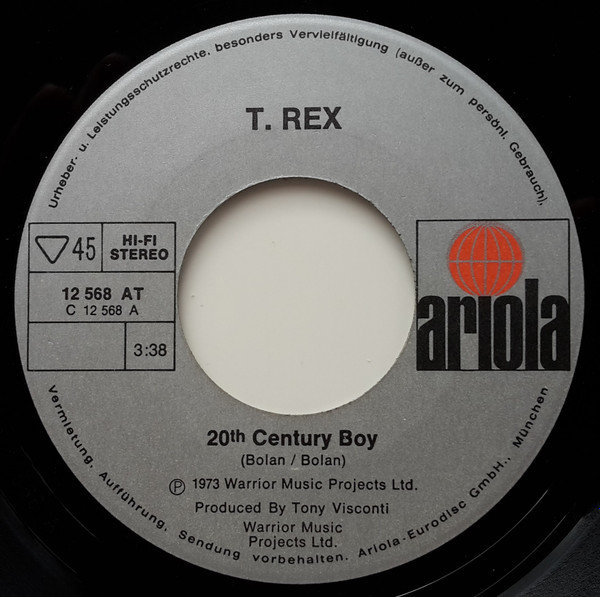 Urheber- u. Leistungsschutzrechte, besonders Vervielfältigung (außer zum persönl. Gebrauch),
T. REX
45
HI-FI
STEREO
12 568 AT
C 12 568 A
3:38
ariola
20th Century Boy
(Bolan / Bolan)
℗ 1973 Warrior Music Projects Ltd.
Produced By Tony Visconti
Warrior Music
Projects Ltd.
Vermietung, Aufführung, Sendung vorbehalten. Ariola-Eurodisc GmbH., München